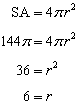 SA = 4πr²
144π = 4πr²
36 = r²
6 = r